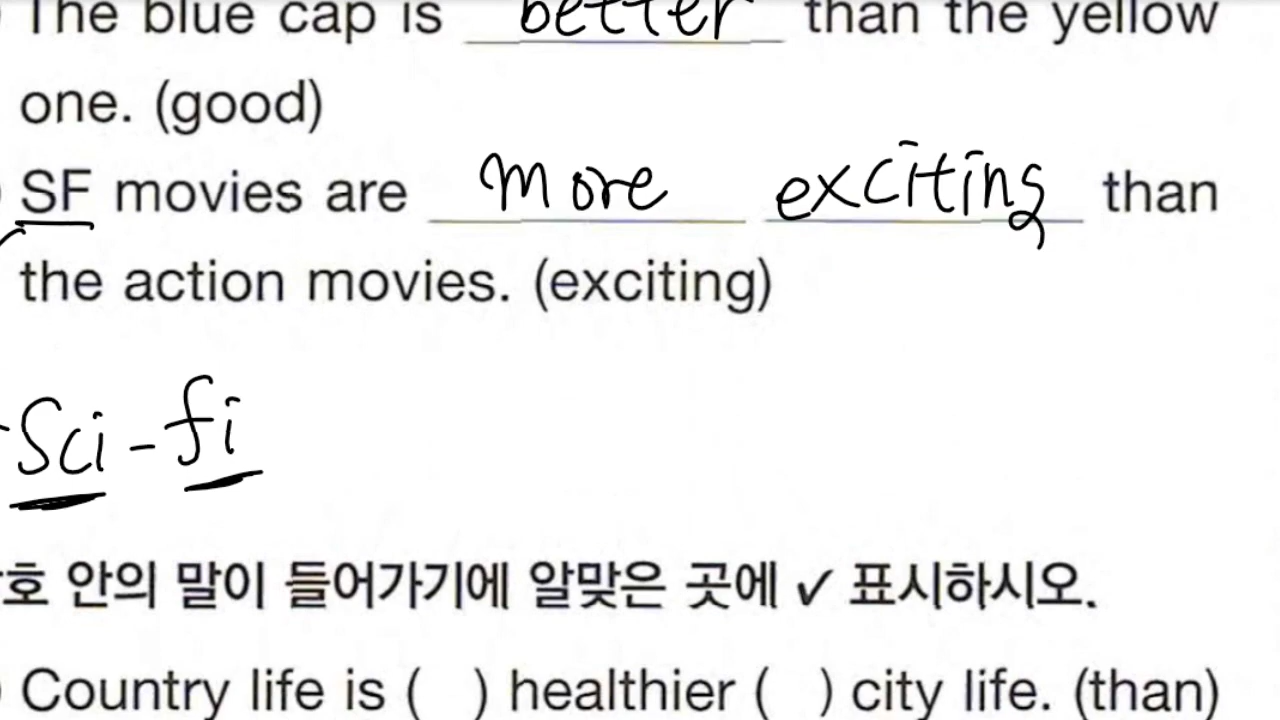 The blue cap is better than the yellow
one. (good)
SF movies are more exciting than
the action movies. (exciting)
Sci-fi
호 안의 말이 들어가기에 알맞은 곳에 ✓ 표시하시오.
Country life is ( ) healthier ( ) city life. (than)